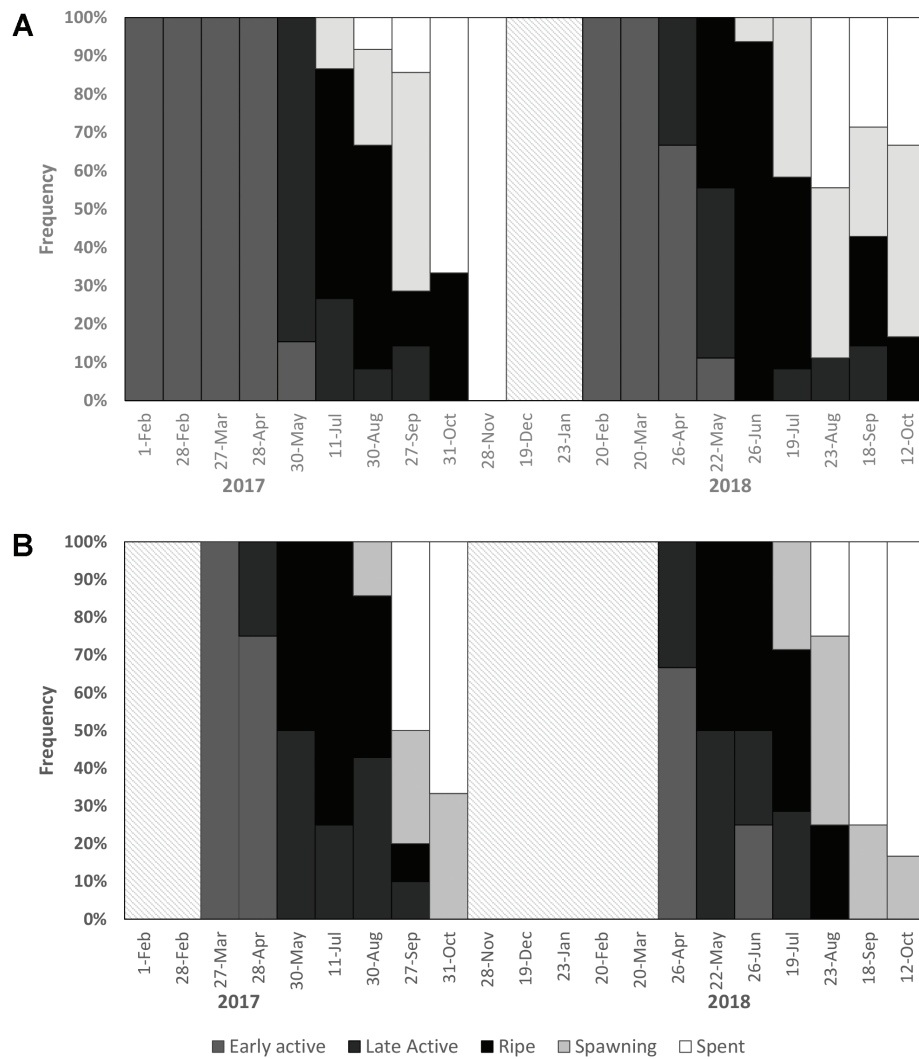 A
100%
90%
80%
70%
60%
50%
40%
30%
20%
10%
0%
Frequency
1-Feb
28-Feb
27-Mar
28-Apr
30-May
11-Jul
30-Aug
27-Sep
31-Oct
28-Nov
19-Dec
23-Jan
20-Feb
20-Mar
26-Apr
22-May
26-Jun
19-Jul
23-Aug
18-Sep
12-Oct
2017 2018
B
100%
90%
80%
70%
60%
50%
40%
30%
20%
10%
0%
Frequency
1-Feb
28-Feb
27-Mar
28-Apr
30-May
11-Jul
30-Aug
27-Sep
31-Oct
28-Nov
19-Dec
23-Jan
20-Feb
20-Mar
26-Apr
22-May
26-Jun
19-Jul
23-Aug
18-Sep
12-Oct
2017 2018
Early active Late Active Ripe Spawning Spent